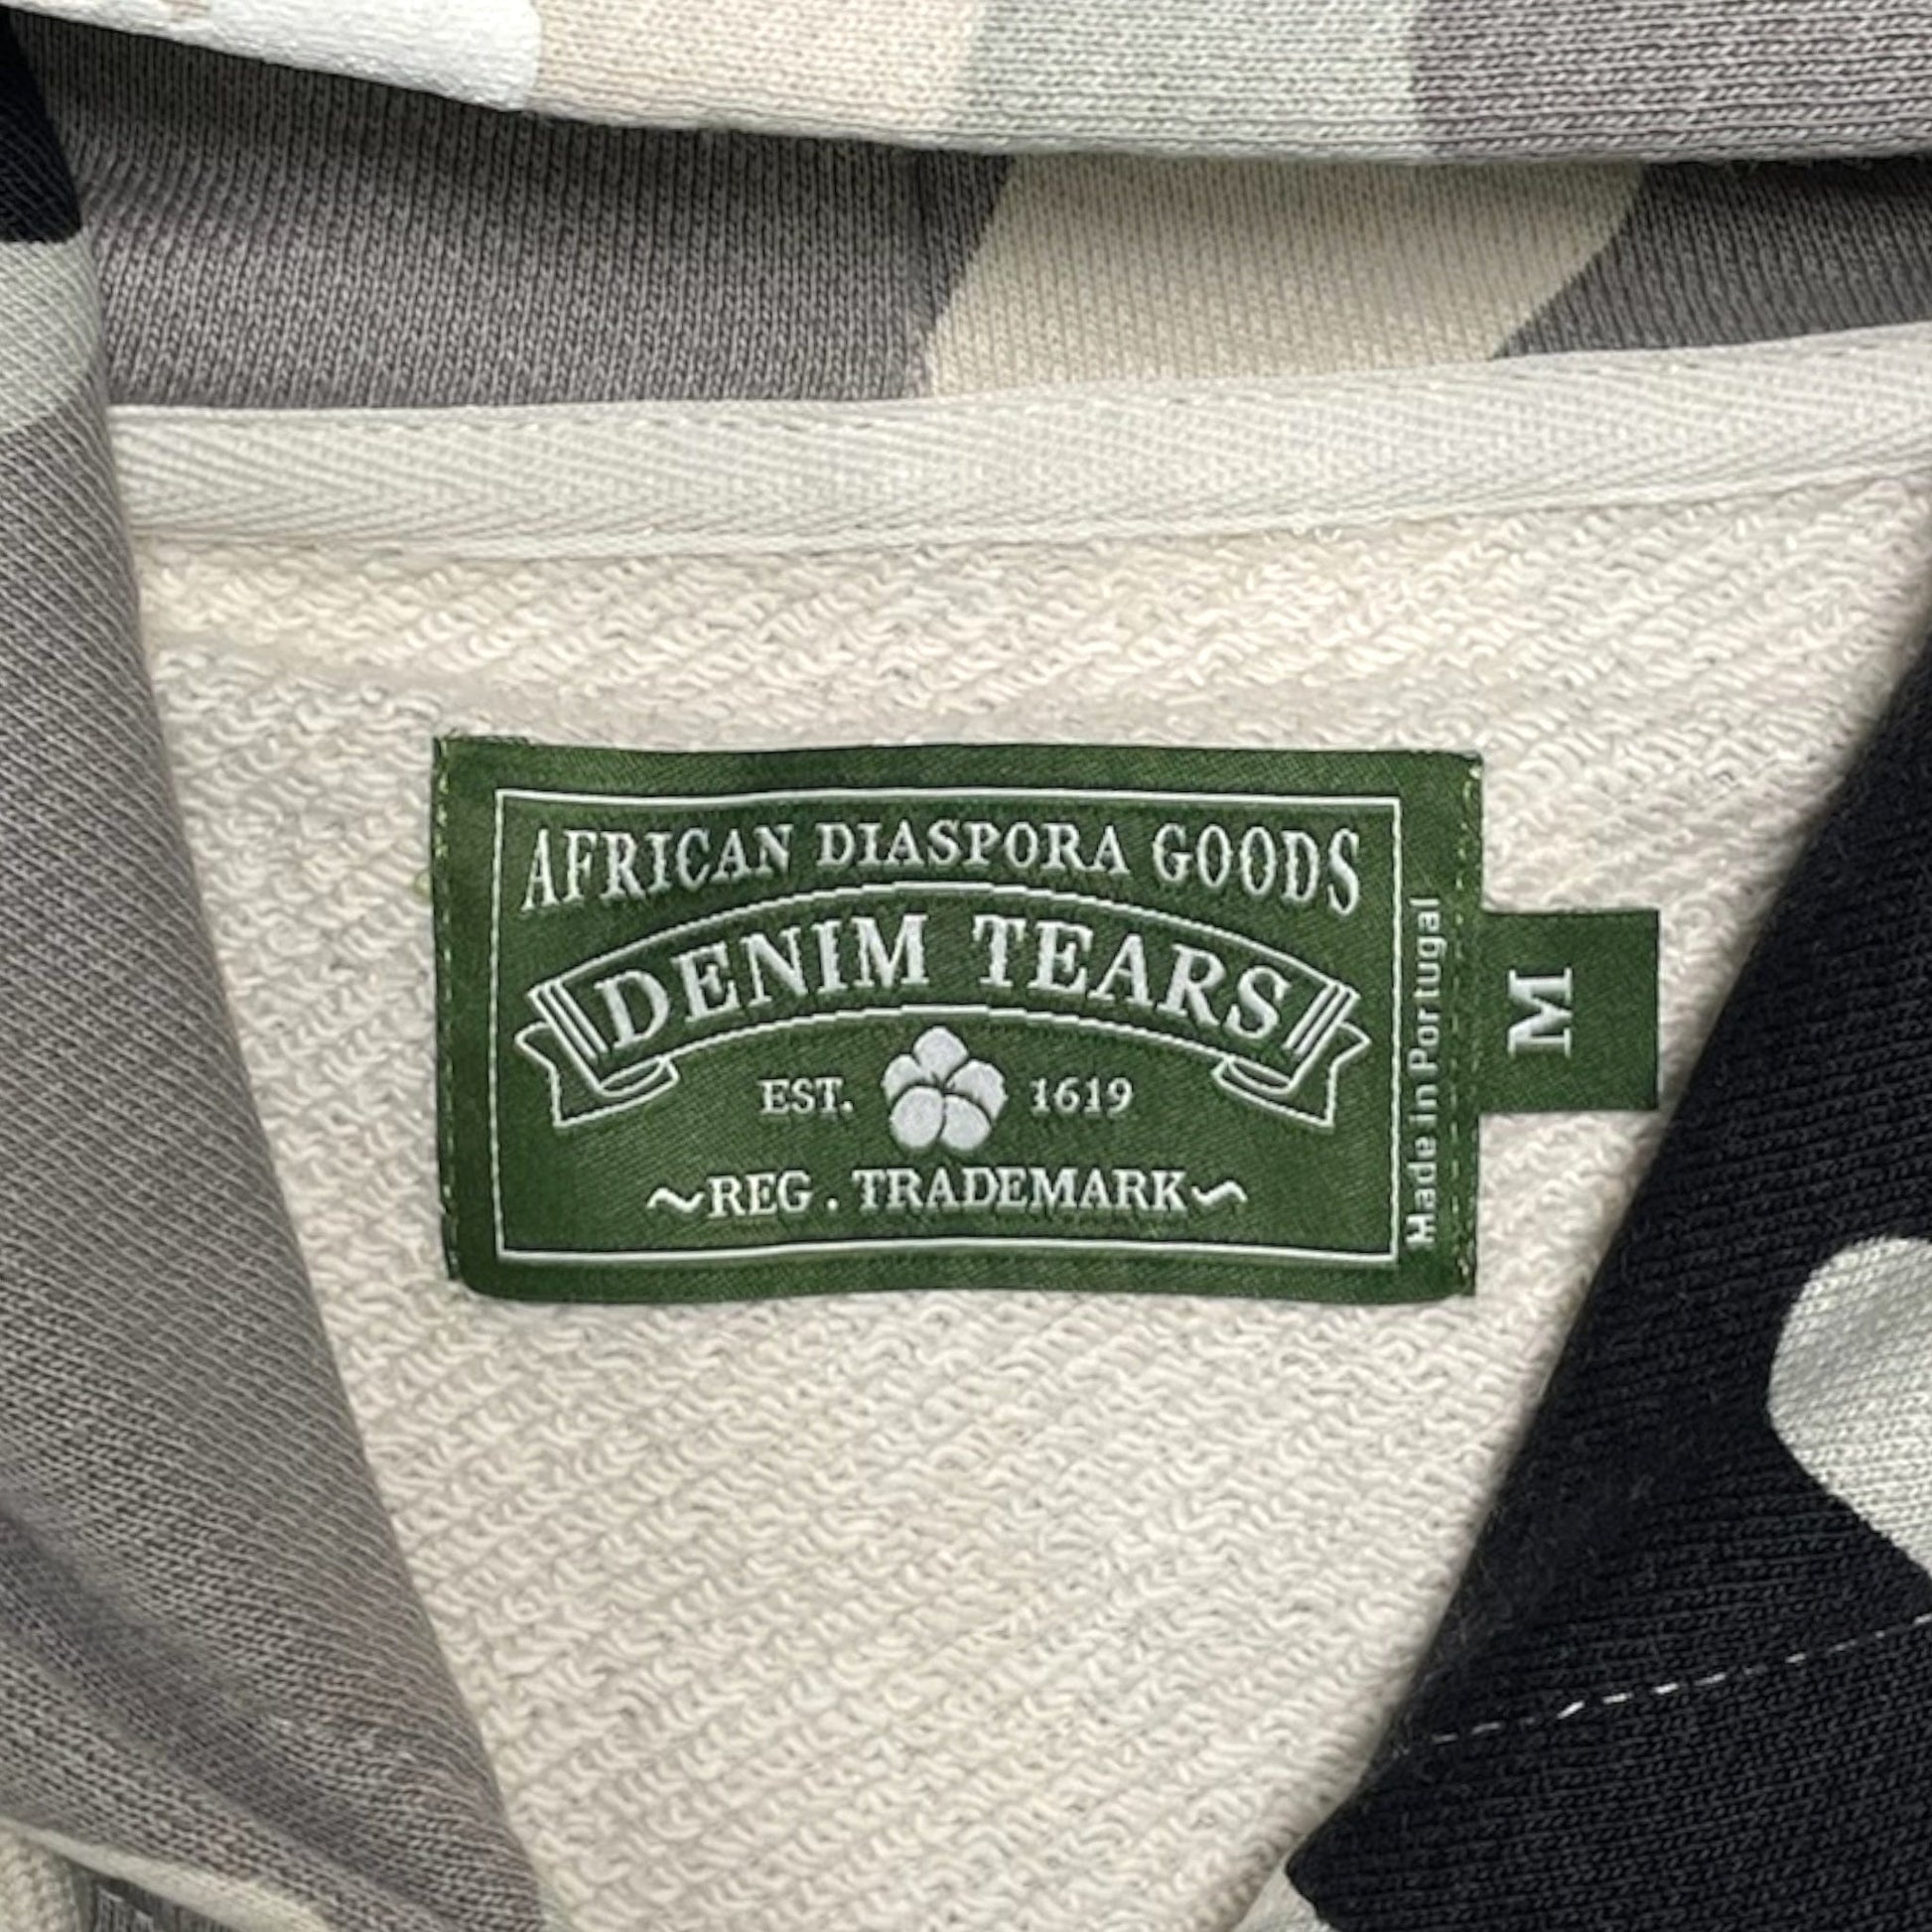 AFRICAN DIASPORA GOODS
DENIM TEARS
EST. 1619
~REG . TRADEMARK~
Made in Portugal
M